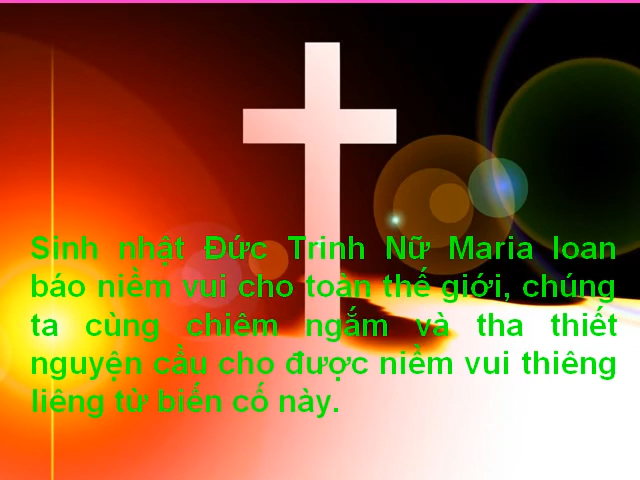 Sinh nhật Đức Trinh Nữ Maria loan
báo niềm vui cho toàn thế giới, chúng
ta cùng chiêm ngắm và tha thiết
nguyện cầu cho được niềm vui thiêng
liêng từ biến cố này.